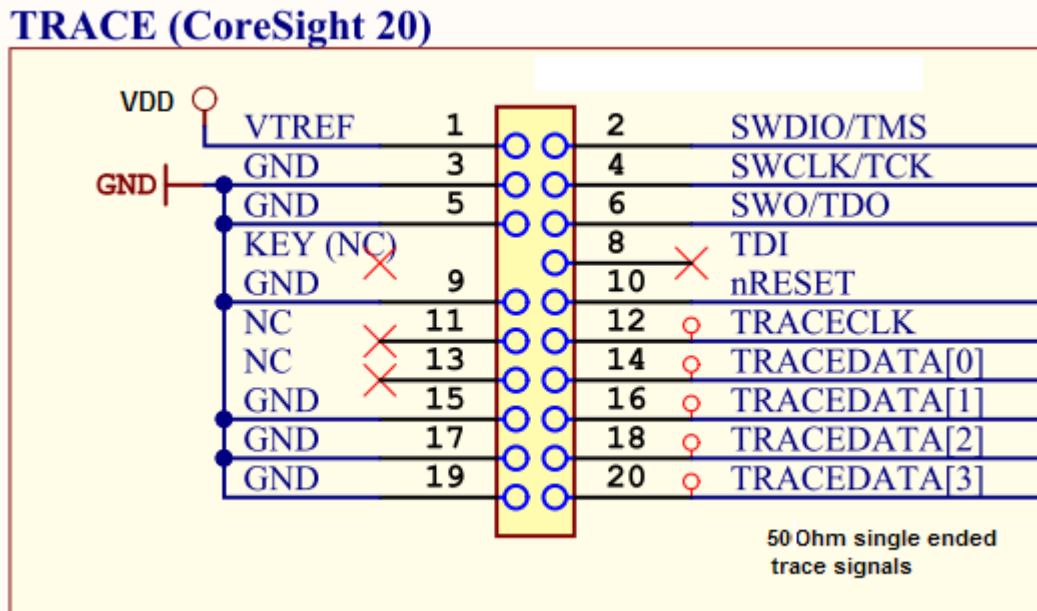 TRACE (CoreSight 20)
VDD
VTREF 1 2 SWDIO/TMS
GND GND 3 4 SWCLK/TCK
GND 5 6 SWO/TDO
KEY (NC) 8 TDI
GND 9 10 nRESET
NC 11 12 TRACECLK
NC 13 14 TRACEDATA[0]
GND 15 16 TRACEDATA[1]
GND 17 18 TRACEDATA[2]
GND 19 20 TRACEDATA[3]
50 Ohm single ended
trace signals